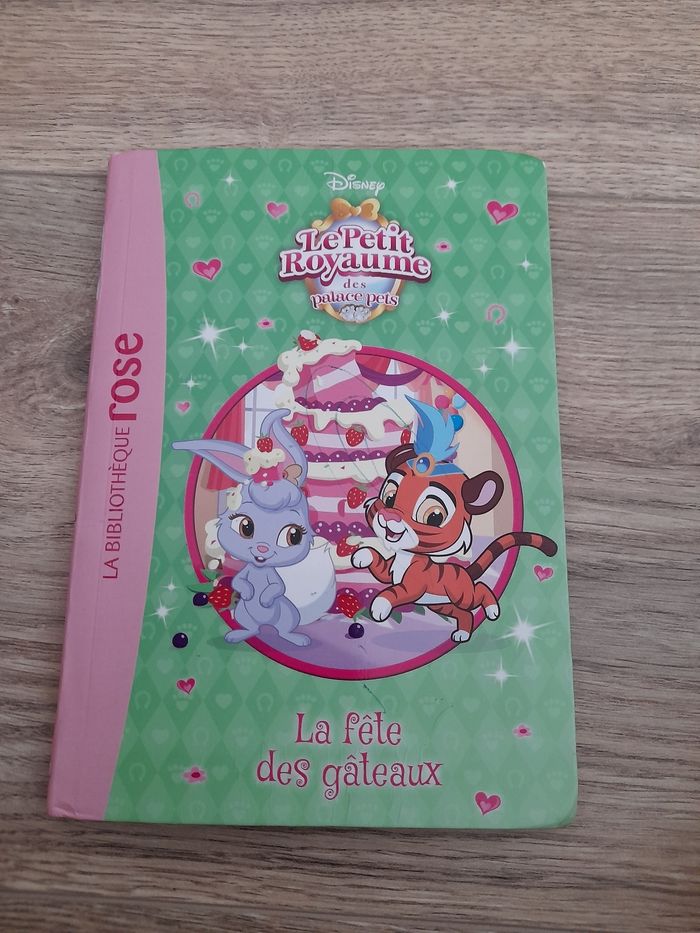 Disney
Le Petit
Royaume
des
palace pets
LA BIBLIOTHÈQUE rose
La fête
des gâteaux